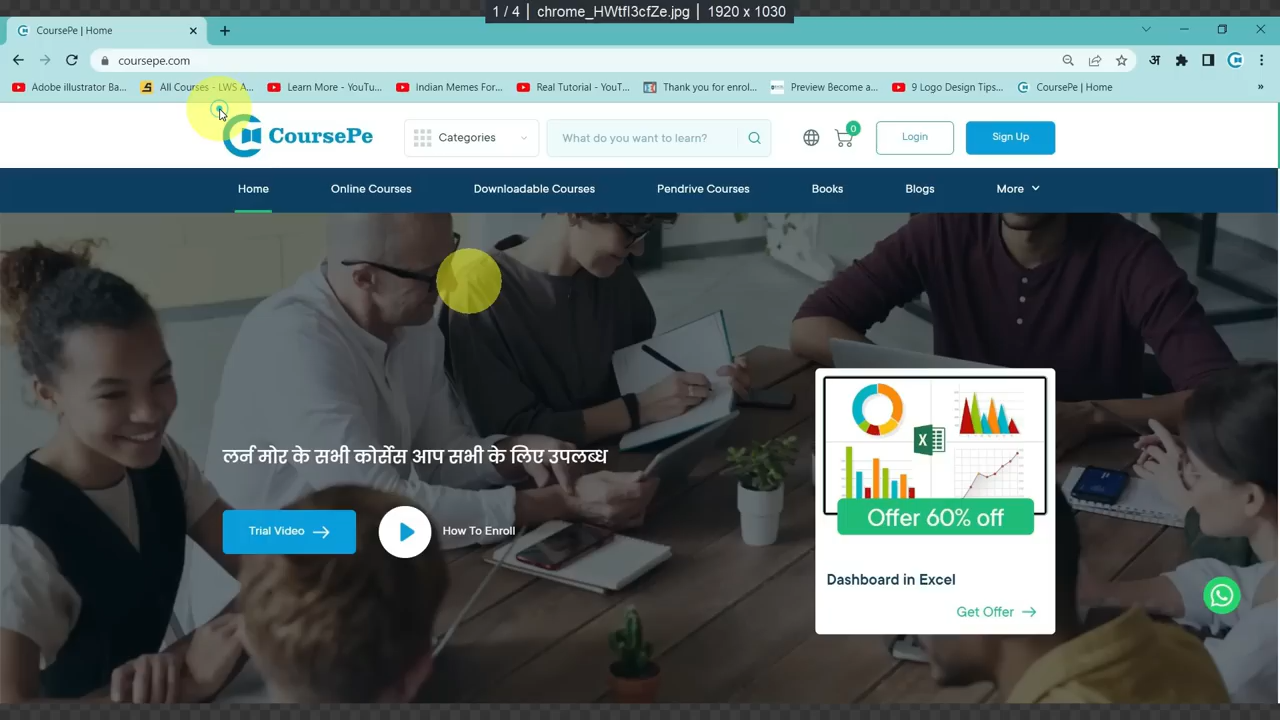 1 / 4 | chrome_HWtfI3cfZe.jpg | 1920 x 1030
CoursePe | Home
coursepe.com
अ
Adobe illustrator Ba...
All Courses - LWS A...
Learn More - YouTu...
Indian Memes For...
Real Tutorial - YouT...
Thank you for enrol...
Preview Become a...
9 Logo Design Tips...
CoursePe | Home
»
CoursePe
Categories
What do you want to learn?
0
Login
Sign Up
Home
Online Courses
Downloadable Courses
Pendrive Courses
Books
Blogs
More
लर्न मोर के सभी कोर्सेस आप सभी के लिए उपलब्ध
Trial Video
How To Enroll
X
Offer 60% off
Dashboard in Excel
Get Offer